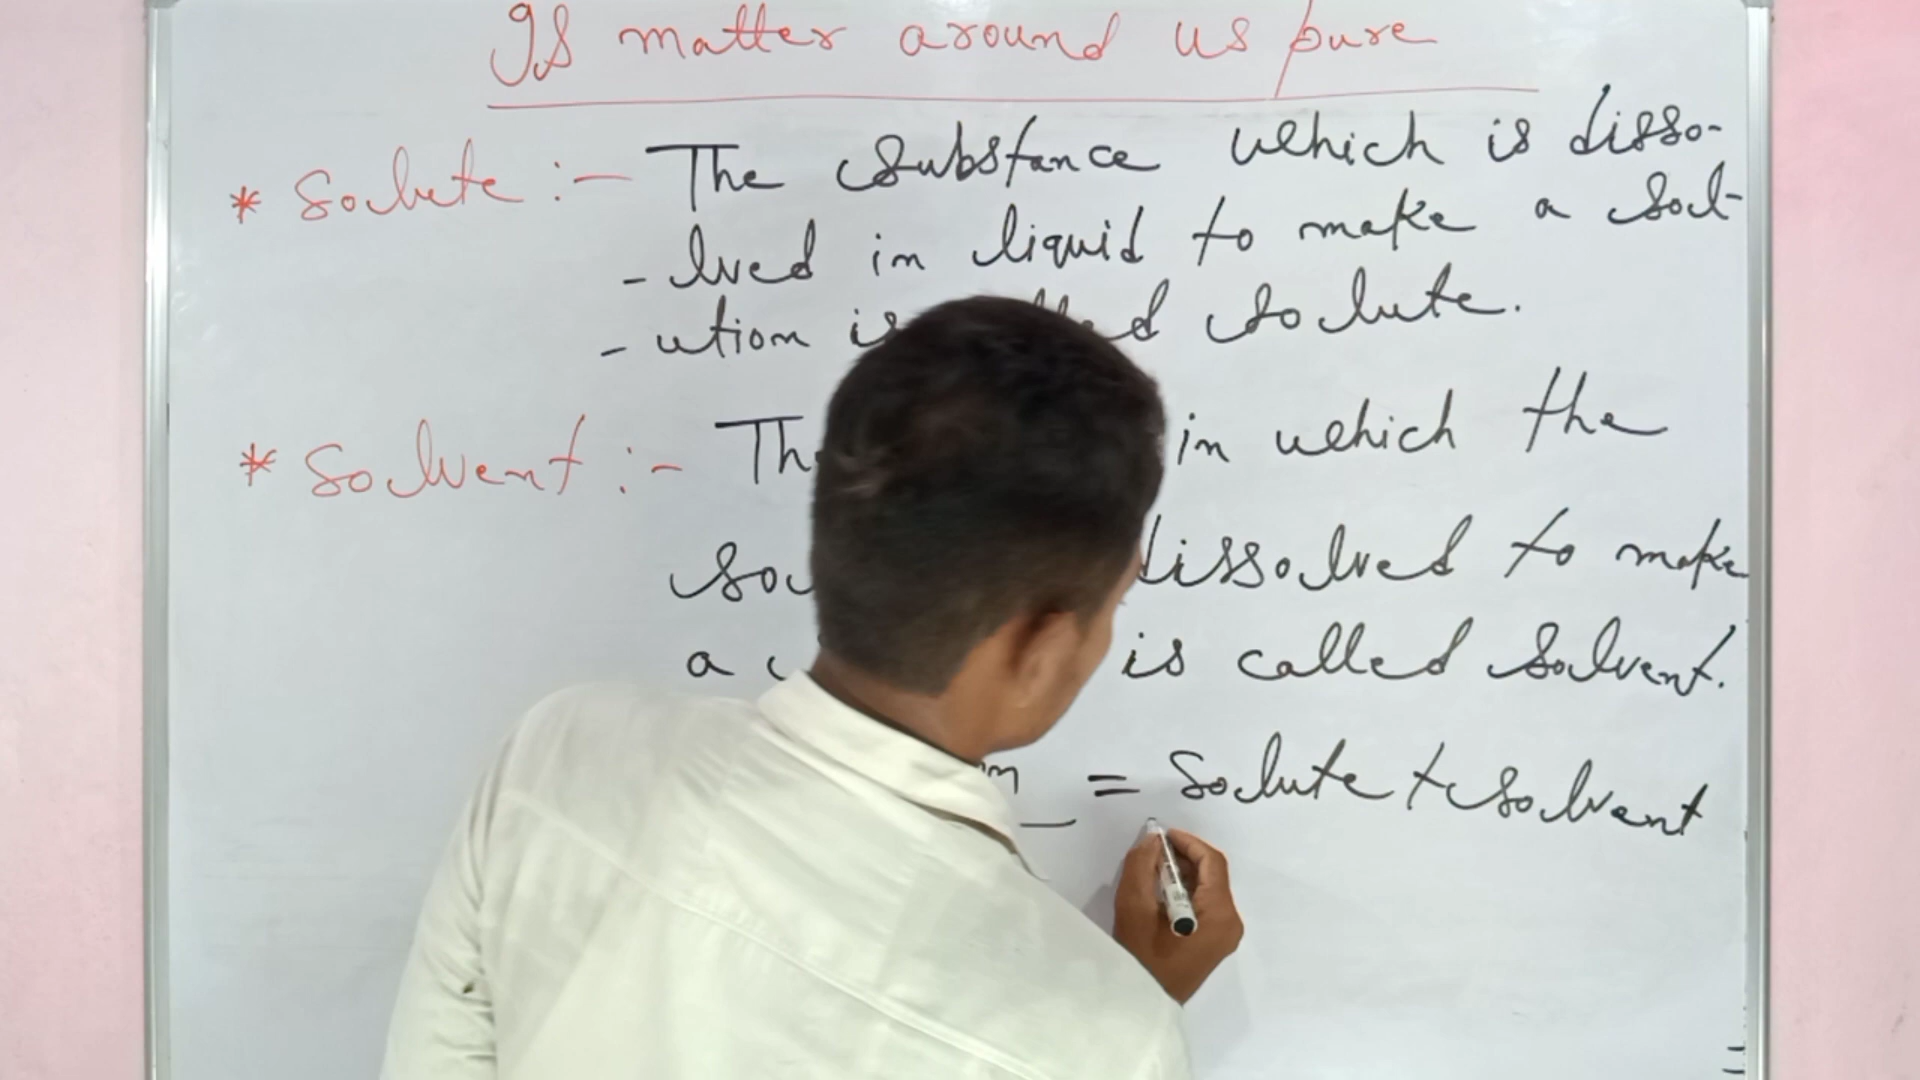 Is matter around us pure
* Solute :- The substance which is disso-
- lved in liquid to make a sol-
- ution is solute.
* Solvent :- in which the
dissolved to make
a is called solvent.
= Solute + solvent